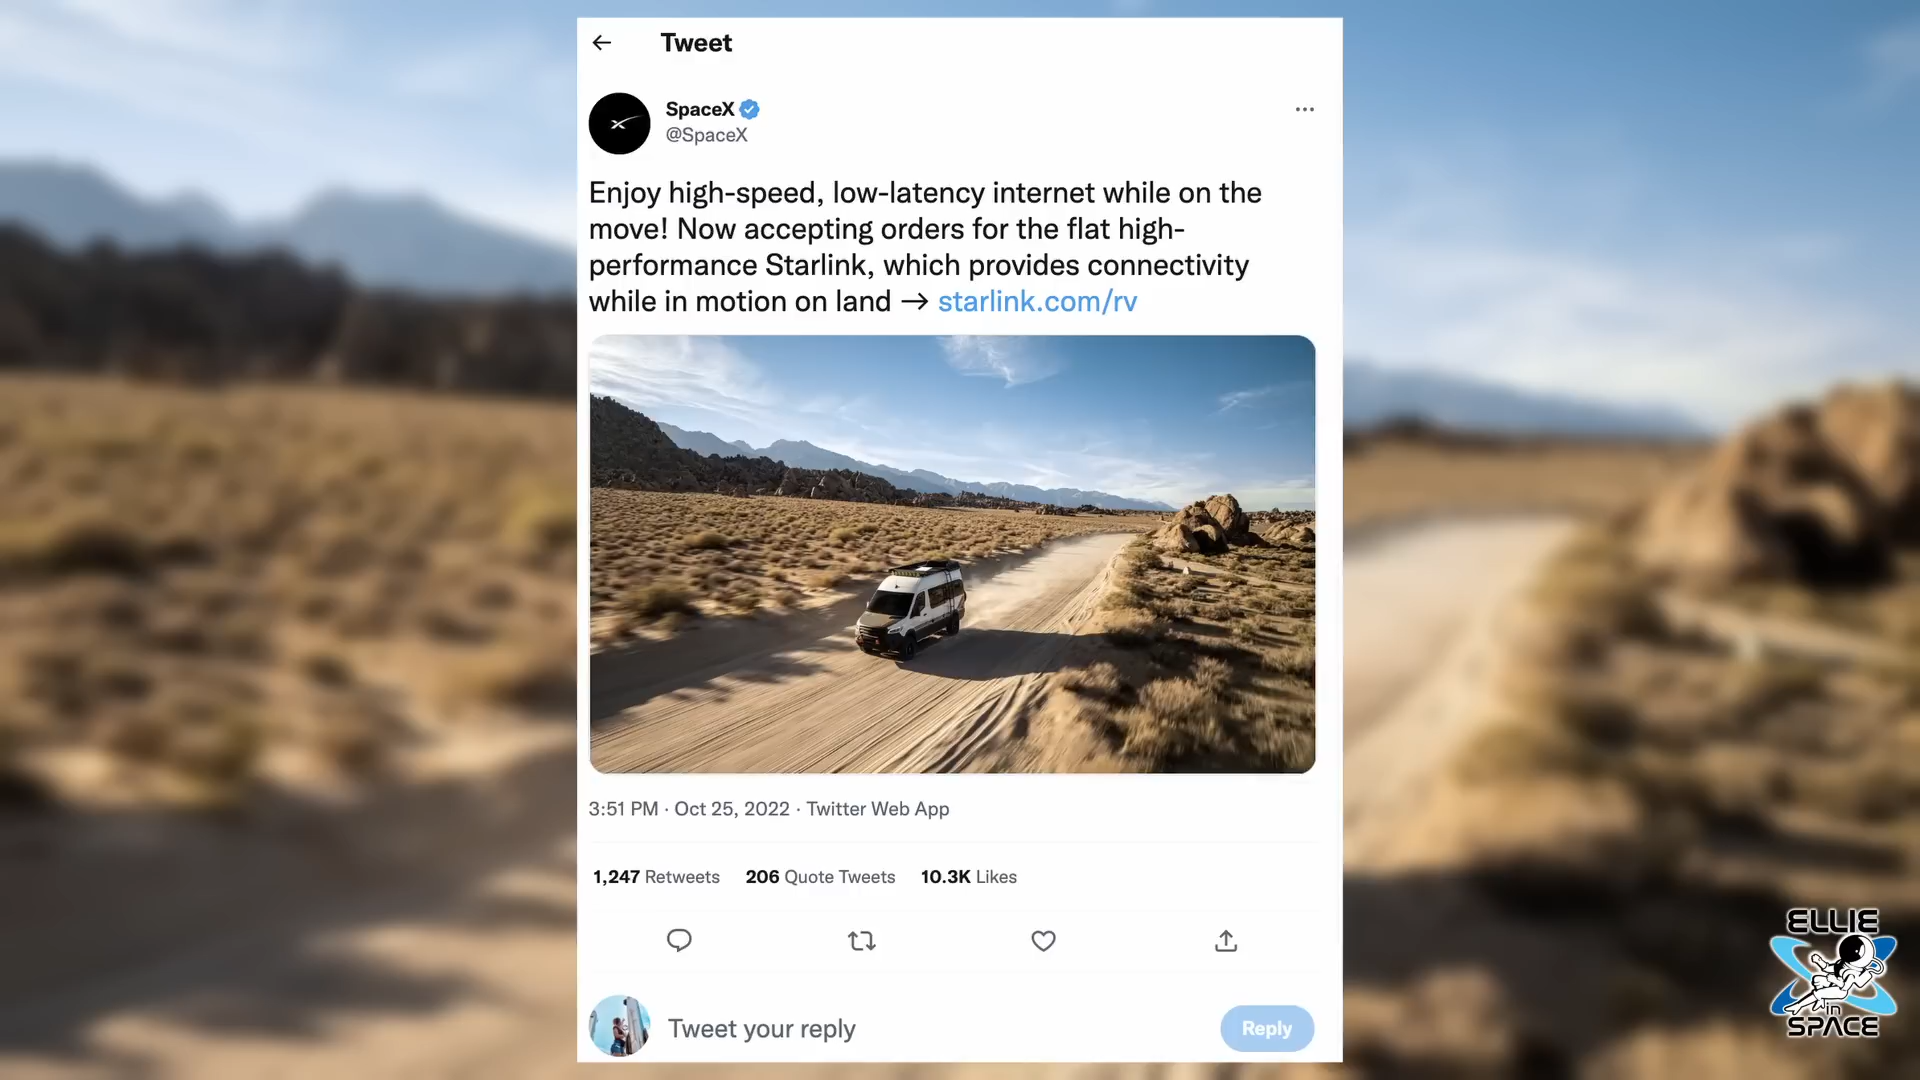 Tweet
SpaceX
@SpaceX
Enjoy high-speed, low-latency internet while on the
move! Now accepting orders for the flat high-
performance Starlink, which provides connectivity
while in motion on land → starlink.com/rv
3:51 PM · Oct 25, 2022 · Twitter Web App
1,247 Retweets 206 Quote Tweets 10.3K Likes
Tweet your reply
Reply
ELLIE
in
SPACE